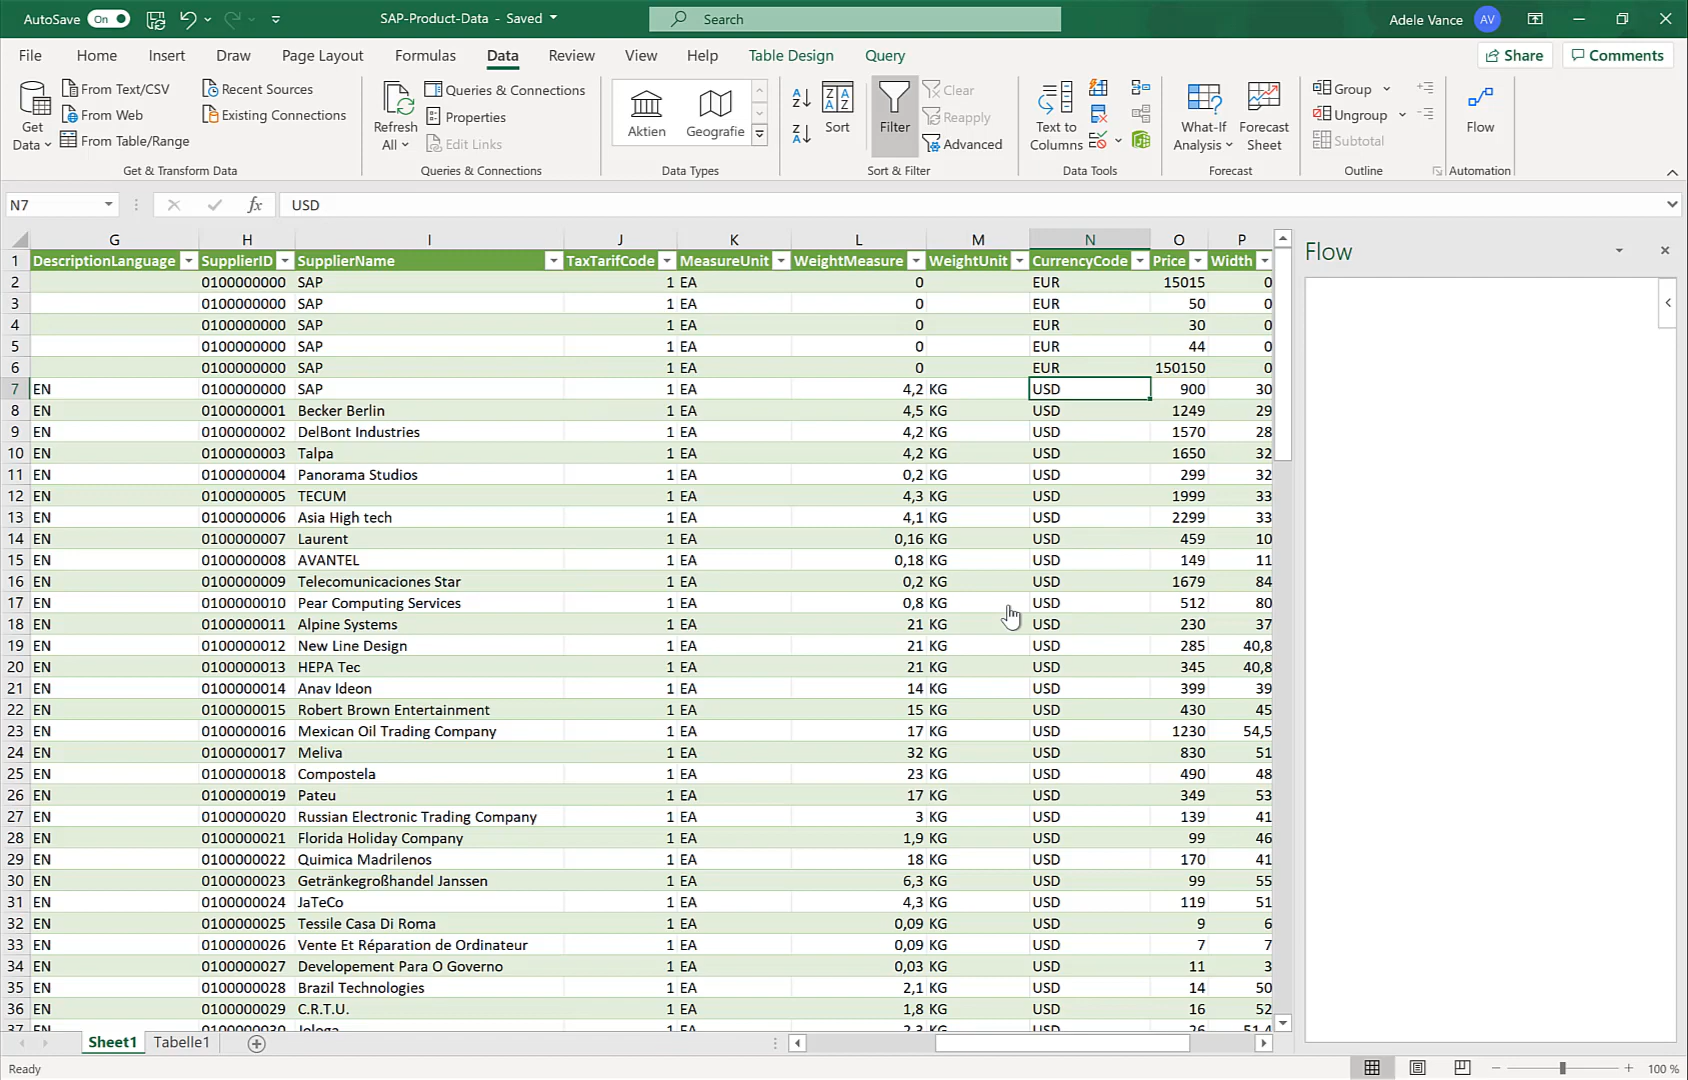 AutoSave On SAP-Product-Data - Saved Search Adele Vance AV
File Home Insert Draw Page Layout Formulas Data Review View Help Table Design Query Share Comments
Get Data From Text/CSV From Web From Table/Range Recent Sources Existing Connections
Get & Transform Data
Refresh All Queries & Connections Properties Edit Links
Queries & Connections
Aktien Geografie
Data Types
Sort Filter Clear Reapply Advanced
Sort & Filter
Text to Columns
Data Tools
What-If Analysis Forecast Sheet
Forecast
Group Ungroup Subtotal
Outline
Flow
Automation
N7 fx USD
G H I J K L M N O P
1 DescriptionLanguage SupplierID SupplierName TaxTarifCode MeasureUnit WeightMeasure WeightUnit CurrencyCode Price Width
2 0100000000 SAP 1 EA 0 EUR 15015 0
3 0100000000 SAP 1 EA 0 EUR 50 0
4 0100000000 SAP 1 EA 0 EUR 30 0
5 0100000000 SAP 1 EA 0 EUR 44 0
6 0100000000 SAP 1 EA 0 EUR 150150 0
7 EN 0100000000 SAP 1 EA 4,2 KG USD 900 30
8 EN 0100000001 Becker Berlin 1 EA 4,5 KG USD 1249 29
9 EN 0100000002 DelBont Industries 1 EA 4,2 KG USD 1570 28
10 EN 0100000003 Talpa 1 EA 4,2 KG USD 1650 32
11 EN 0100000004 Panorama Studios 1 EA 0,2 KG USD 299 32
12 EN 0100000005 TECUM 1 EA 4,3 KG USD 1999 33
13 EN 0100000006 Asia High tech 1 EA 4,1 KG USD 2299 33
14 EN 0100000007 Laurent 1 EA 0,16 KG USD 459 10
15 EN 0100000008 AVANTEL 1 EA 0,18 KG USD 149 11
16 EN 0100000009 Telecomunicaciones Star 1 EA 0,2 KG USD 1679 84
17 EN 0100000010 Pear Computing Services 1 EA 0,8 KG USD 512 80
18 EN 0100000011 Alpine Systems 1 EA 21 KG USD 230 37
19 EN 0100000012 New Line Design 1 EA 21 KG USD 285 40,8
20 EN 0100000013 HEPA Tec 1 EA 21 KG USD 345 40,8
21 EN 0100000014 Anav Ideon 1 EA 14 KG USD 399 39
22 EN 0100000015 Robert Brown Entertainment 1 EA 15 KG USD 430 45
23 EN 0100000016 Mexican Oil Trading Company 1 EA 17 KG USD 1230 54,5
24 EN 0100000017 Meliva 1 EA 32 KG USD 830 51
25 EN 0100000018 Compostela 1 EA 23 KG USD 490 48
26 EN 0100000019 Pateu 1 EA 17 KG USD 349 53
27 EN 0100000020 Russian Electronic Trading Company 1 EA 3 KG USD 139 41
28 EN 0100000021 Florida Holiday Company 1 EA 1,9 KG USD 99 46
29 EN 0100000022 Quimica Madrilenos 1 EA 18 KG USD 170 41
30 EN 0100000023 Getränkegroßhandel Janssen 1 EA 6,3 KG USD 99 55
31 EN 0100000024 JaTeCo 1 EA 4,3 KG USD 119 51
32 EN 0100000025 Tessile Casa Di Roma 1 EA 0,09 KG USD 9 6
33 EN 0100000026 Vente Et Réparation de Ordinateur 1 EA 0,09 KG USD 7 7
34 EN 0100000027 Developement Para O Governo 1 EA 0,03 KG USD 11 3
35 EN 0100000028 Brazil Technologies 1 EA 2,1 KG USD 14 50
36 EN 0100000029 C.R.T.U. 1 EA 1,8 KG USD 16 52
37 EN 0100000030 Jologa 1 EA 2,3 KG USD 26 51,4
Flow
Sheet1 Tabelle1
Ready 100 %